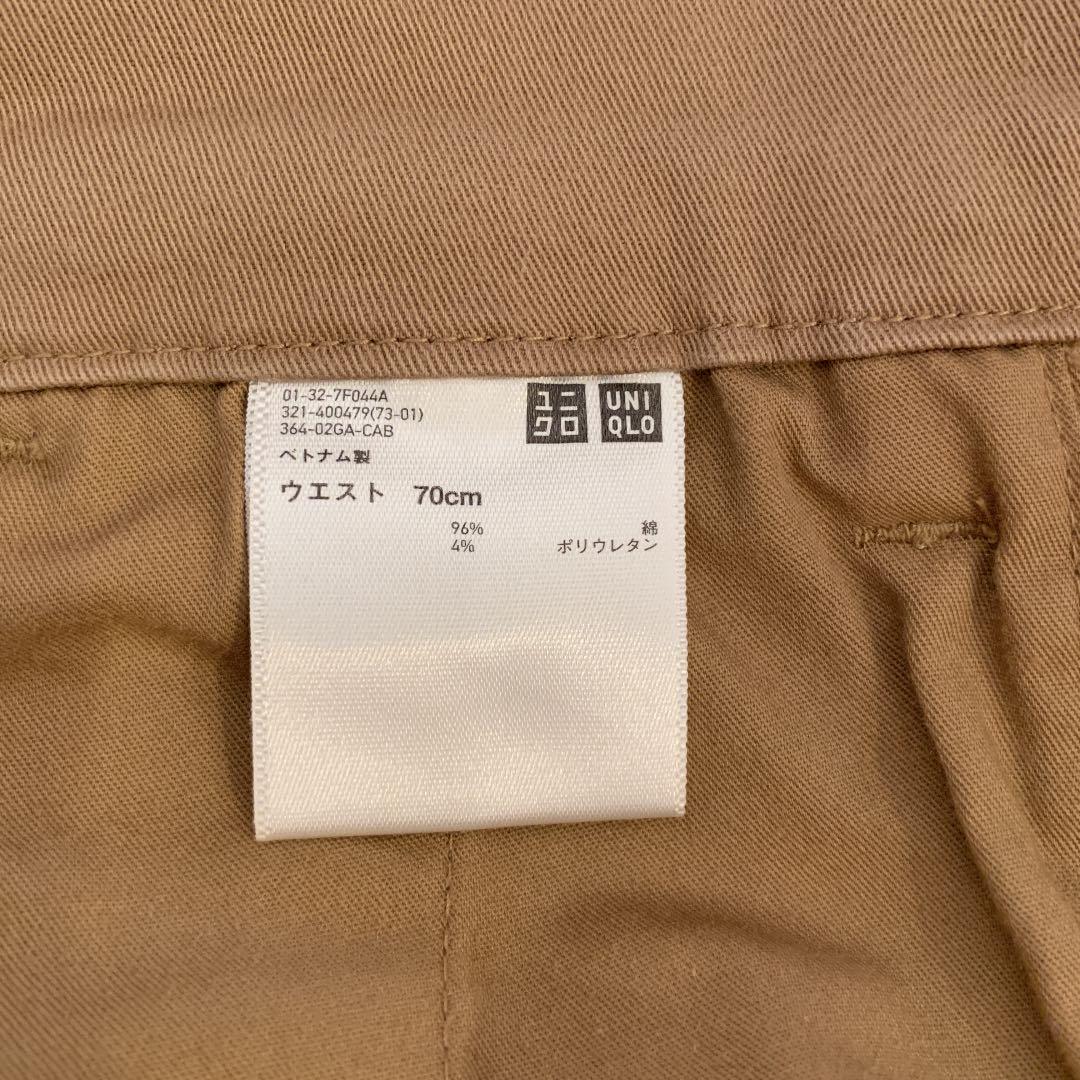 01-32-7F044A
321-400479(73-01)
364-02GA-CAB
ユニ
クロ
UNI
QLO
ベトナム製
ウエスト 70cm
96% 綿
4% ポリウレタン